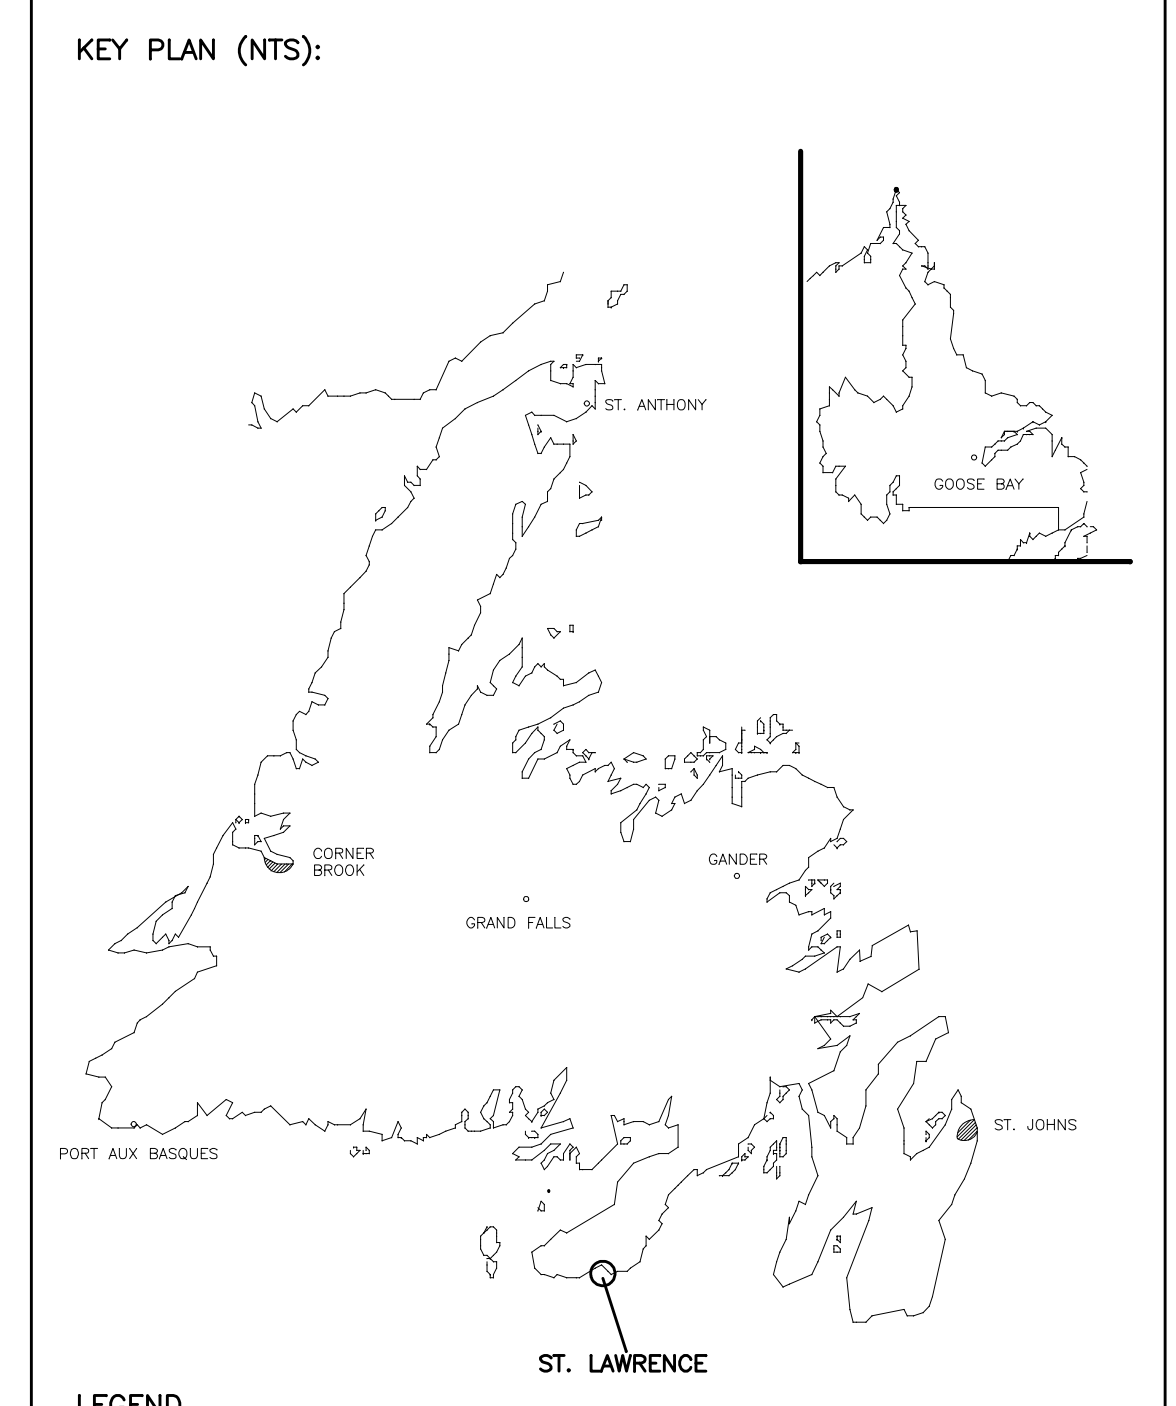 KEY PLAN (NTS):
ST. ANTHONY
GOOSE BAY
CORNER
BROOK
GANDER
GRAND FALLS
ST. JOHNS
PORT AUX BASQUES
ST. LAWRENCE
LEGEND